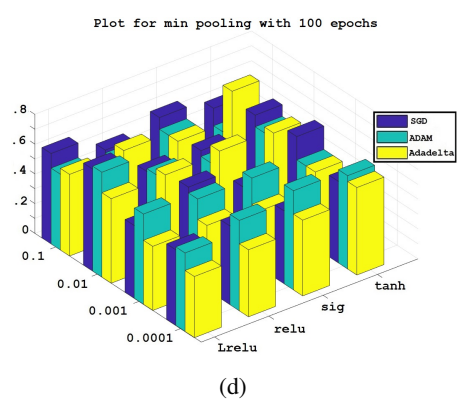 Plot for min pooling with 100 epochs
.8
.6
.4
.2
0
0.1
0.01
0.001
0.0001
Lrelu
relu
sig
tanh
SGD
ADAM
Adadelta
(d)